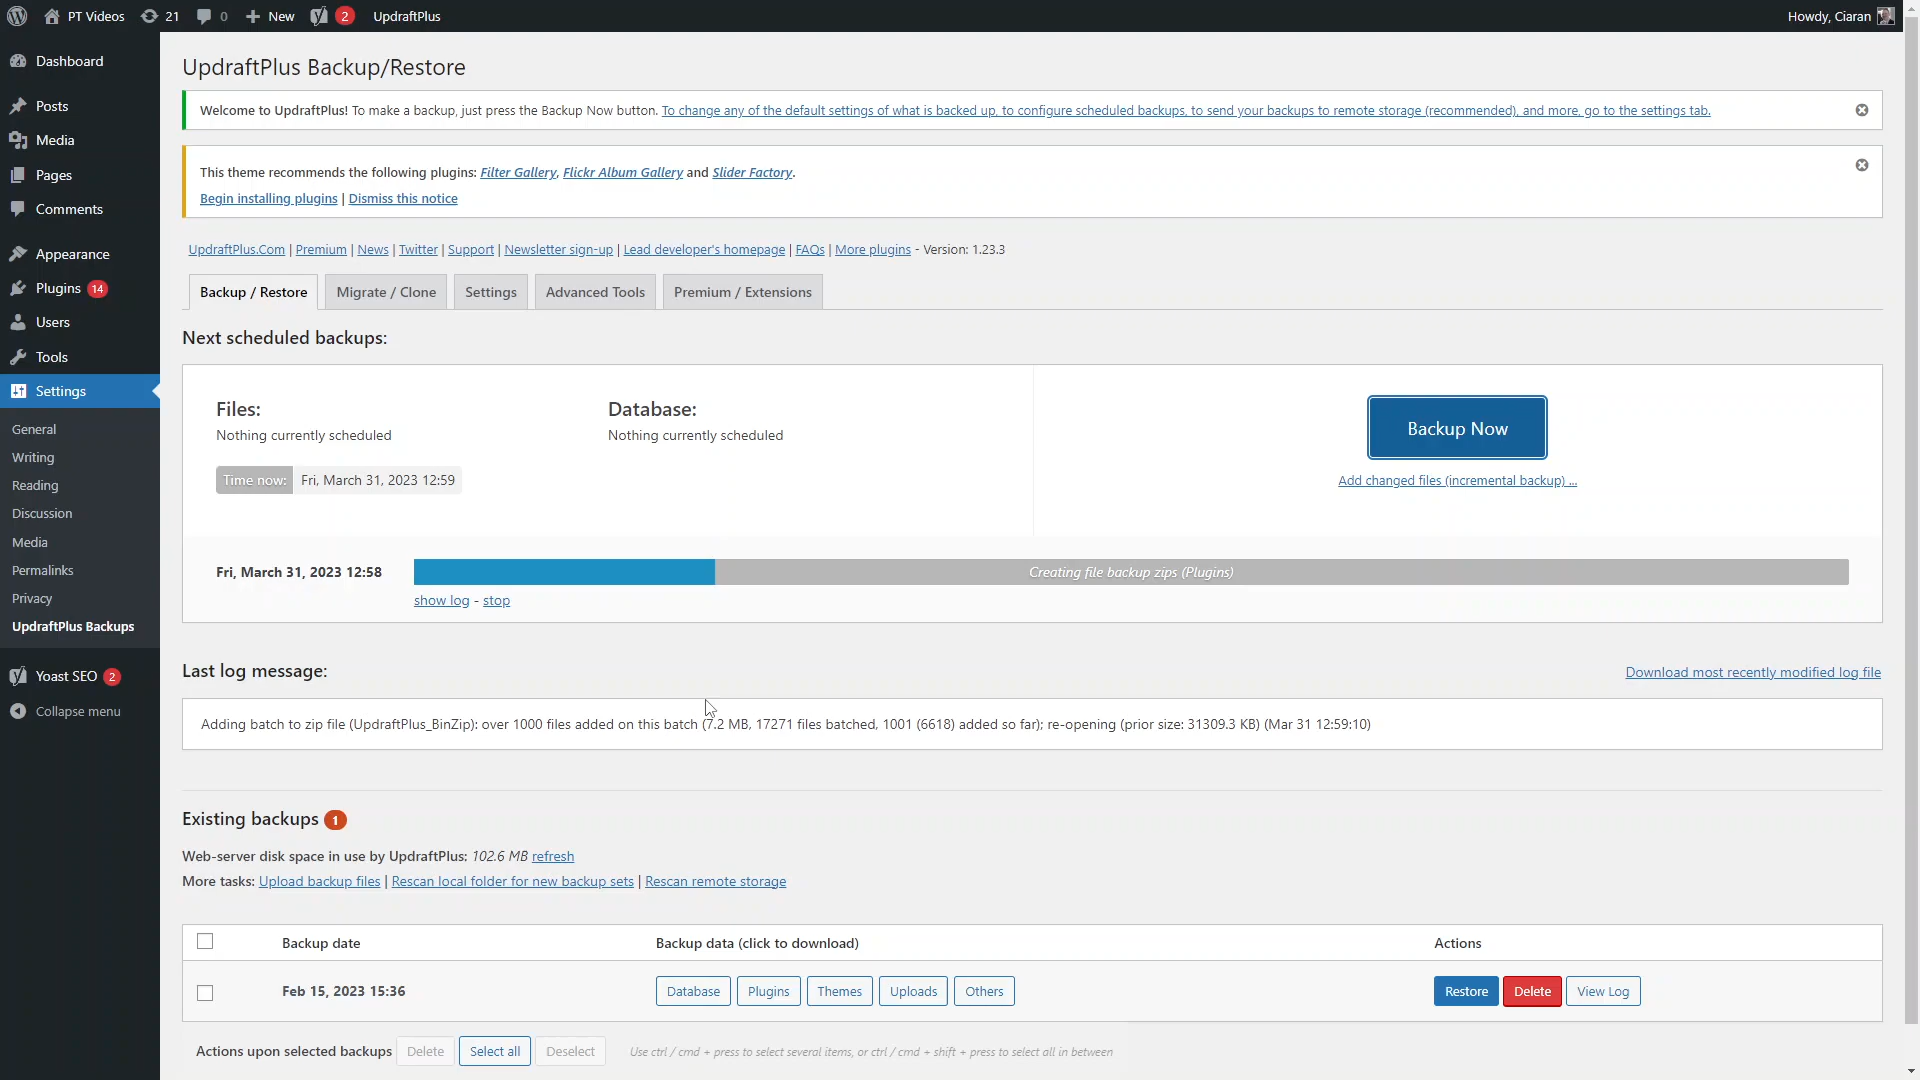 PT Videos 21 0 New 2 UpdraftPlus Howdy, Ciaran
Dashboard
Posts
Media
Pages
Comments
Appearance
Plugins 14
Users
Tools
Settings
General
Writing
Reading
Discussion
Media
Permalinks
Privacy
UpdraftPlus Backups
Yoast SEO 2
Collapse menu
UpdraftPlus Backup/Restore
Welcome to UpdraftPlus! To make a backup, just press the Backup Now button. To change any of the default settings of what is backed up, to configure scheduled backups, to send your backups to remote storage (recommended), and more, go to the settings tab.
This theme recommends the following plugins: Filter Gallery, Flickr Album Gallery and Slider Factory.
Begin installing plugins | Dismiss this notice
UpdraftPlus.Com | Premium | News | Twitter | Support | Newsletter sign-up | Lead developer's homepage | FAQs | More plugins - Version: 1.23.3
Backup / Restore Migrate / Clone Settings Advanced Tools Premium / Extensions
Next scheduled backups:
Files: Database:
Nothing currently scheduled Nothing currently scheduled
Time now: Fri, March 31, 2023 12:59
Backup Now
Add changed files (incremental backup) ...
Fri, March 31, 2023 12:58 Creating file backup zips (Plugins)
show log - stop
Last log message: Download most recently modified log file
Adding batch to zip file (UpdraftPlus_BinZip): over 1000 files added on this batch (7.2 MB, 17271 files batched, 1001 (6618) added so far); re-opening (prior size: 31309.3 KB) (Mar 31 12:59:10)
Existing backups 1
Web-server disk space in use by UpdraftPlus: 102.6 MB refresh
More tasks: Upload backup files | Rescan local folder for new backup sets | Rescan remote storage
Backup date Backup data (click to download) Actions
Feb 15, 2023 15:36 Database Plugins Themes Uploads Others Restore Delete View Log
Actions upon selected backups Delete Select all Deselect Use ctrl / cmd + press to select several items, or ctrl / cmd + shift + press to select all in between